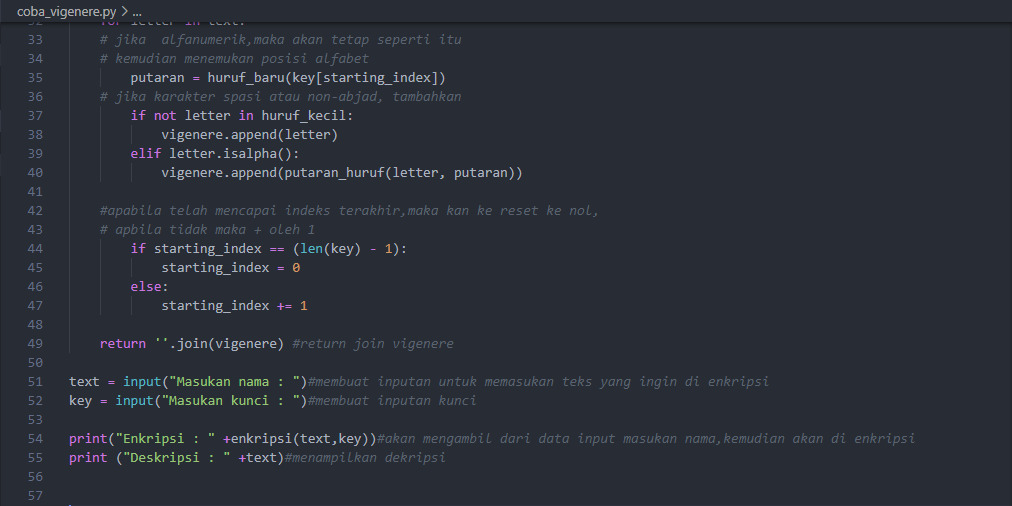 coba_vigenere.py > ...
32 for letter in text:
33 # jika  alfanumerik,maka akan tetap seperti itu
34 # kemudian menemukan posisi alfabet
35 putaran = huruf_baru(key[starting_index])
36 # jika karakter spasi atau non-abjad, tambahkan
37 if not letter in huruf_kecil:
38 vigenere.append(letter)
39 elif letter.isalpha():
40 vigenere.append(putaran_huruf(letter, putaran))
41
42 #apabila telah mencapai indeks terakhir,maka kan ke reset ke nol,
43 # apbila tidak maka + oleh 1
44 if starting_index == (len(key) - 1):
45 starting_index = 0
46 else:
47 starting_index += 1
48
49 return ''.join(vigenere) #return join vigenere
50
51 text = input("Masukan nama : ")#membuat inputan untuk memasukan teks yang ingin di enkripsi
52 key = input("Masukan kunci : ")#membuat inputan kunci
53
54 print("Enkripsi : " +enkripsi(text,key))#akan mengambil dari data input masukan nama,kemudian akan di enkripsi
55 print ("Deskripsi : " +text)#menampilkan dekripsi
56
57